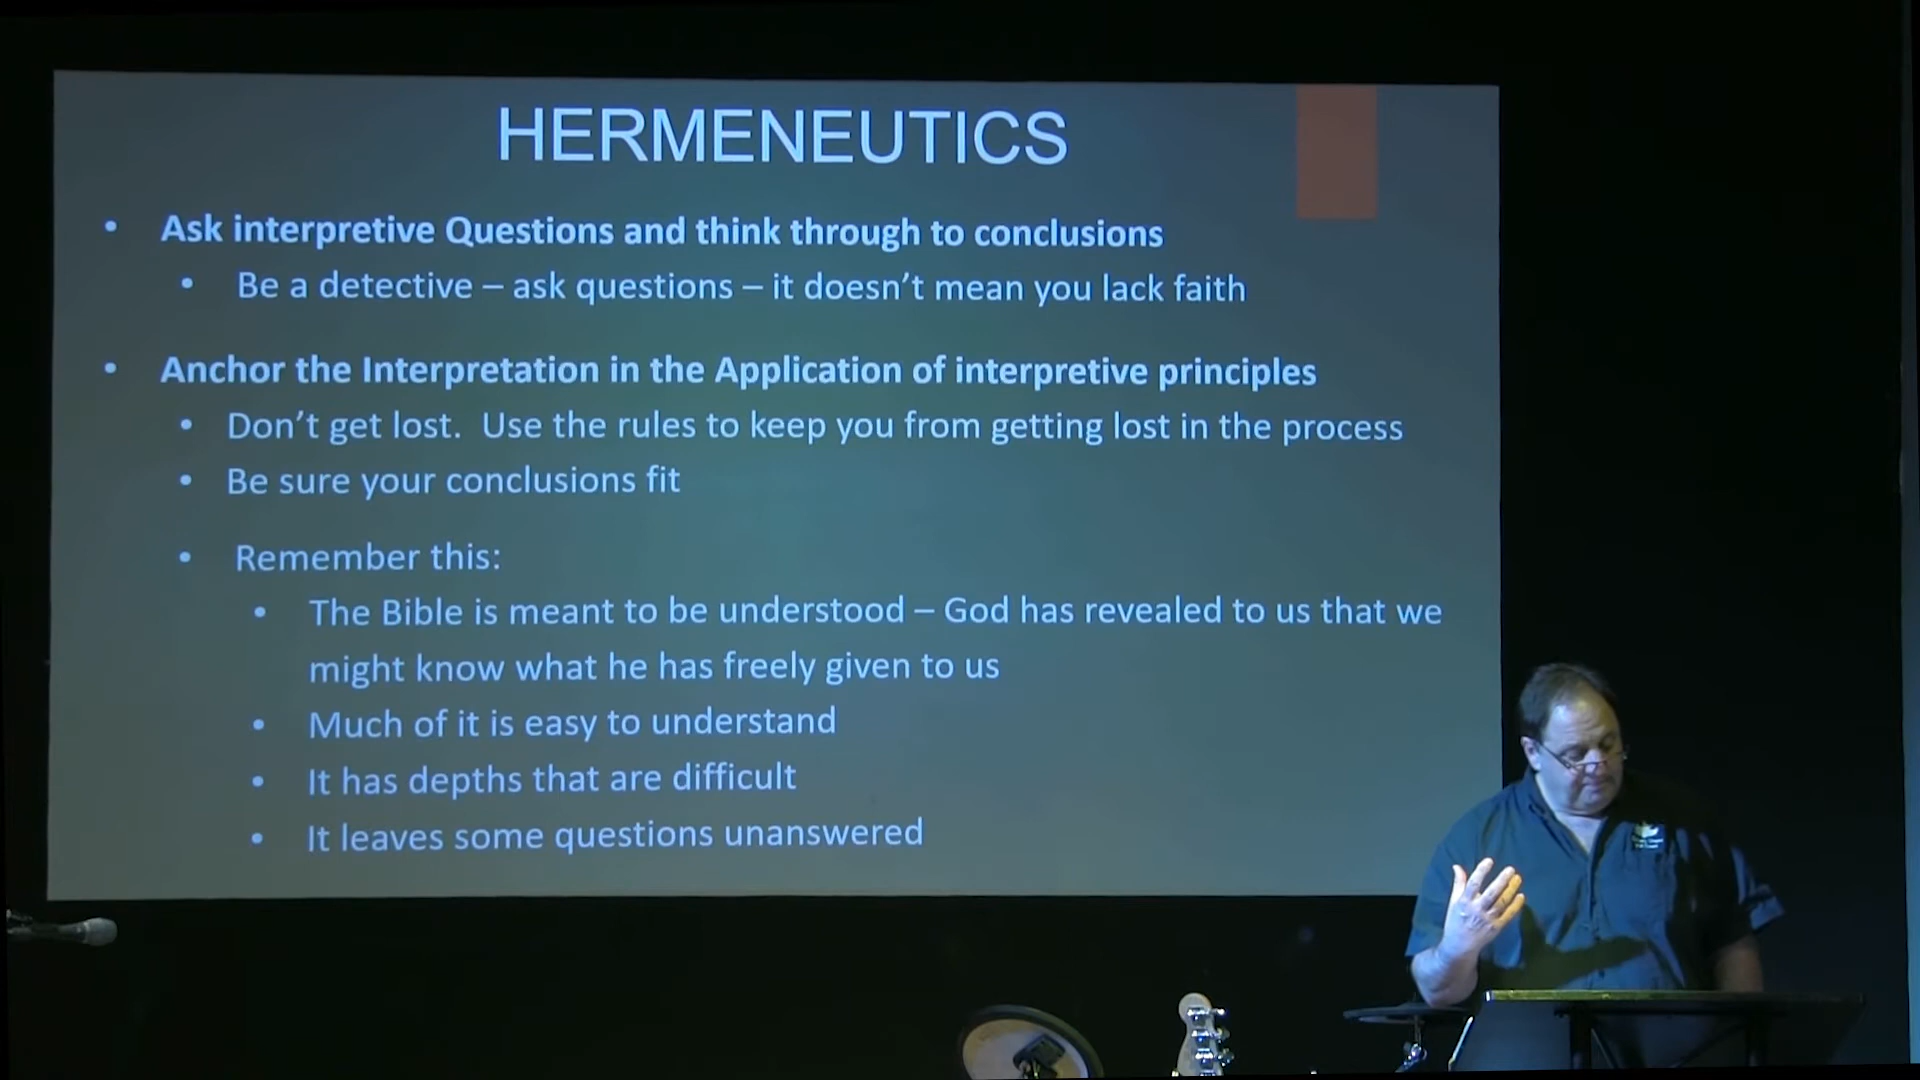 HERMENEUTICS
• Ask interpretive Questions and think through to conclusions
• Be a detective – ask questions – it doesn’t mean you lack faith
• Anchor the Interpretation in the Application of interpretive principles
• Don’t get lost.  Use the rules to keep you from getting lost in the process
• Be sure your conclusions fit
• Remember this:
• The Bible is meant to be understood – God has revealed to us that we
might know what he has freely given to us
• Much of it is easy to understand
• It has depths that are difficult
• It leaves some questions unanswered